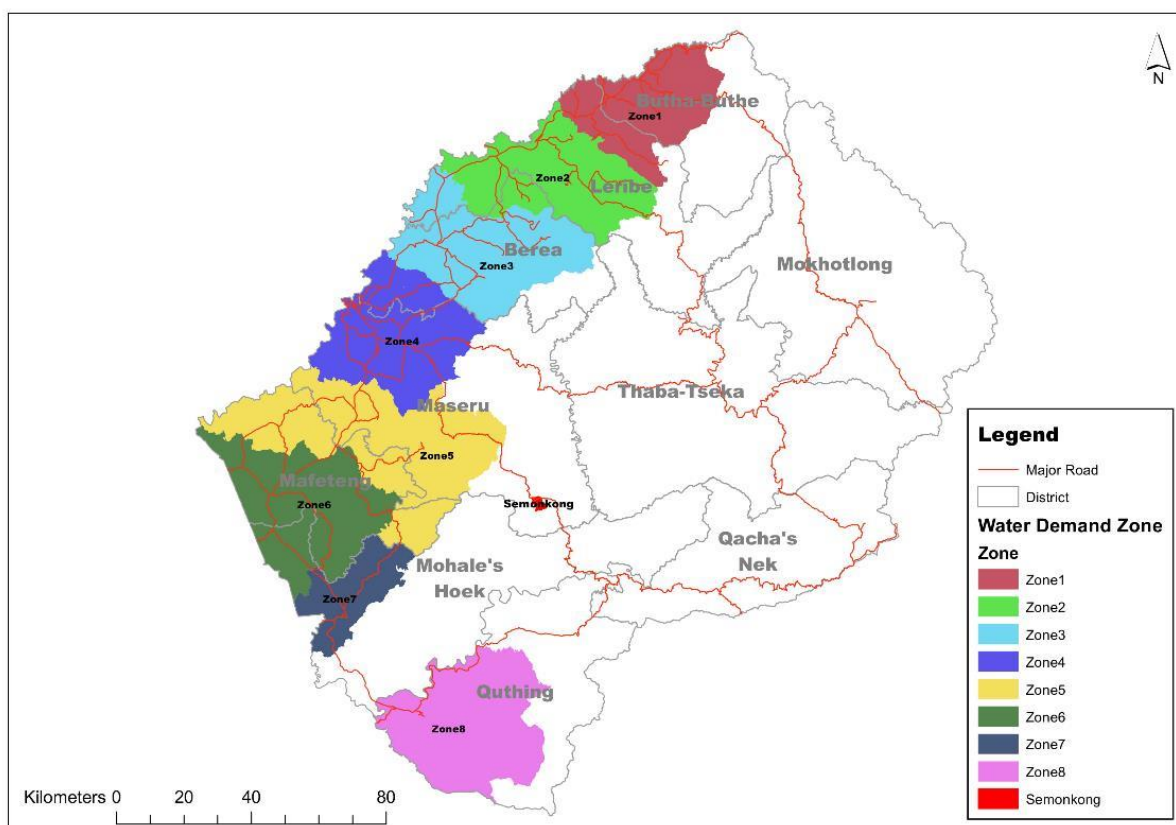 N
Butha-Buthe
Zone1
Zone2
Leribe
Berea
Zone3
Mokhotlong
Zone4
Thaba-Tseka
Maseru
Zone5
Mafeteng
Zone6
Semonkong
Qacha's
Nek
Mohale's
Hoek
Zone7
Quthing
Zone8
Kilometers 0 20 40 80
Legend
Major Road
District
Water Demand Zone
Zone
Zone1
Zone2
Zone3
Zone4
Zone5
Zone6
Zone7
Zone8
Semonkong